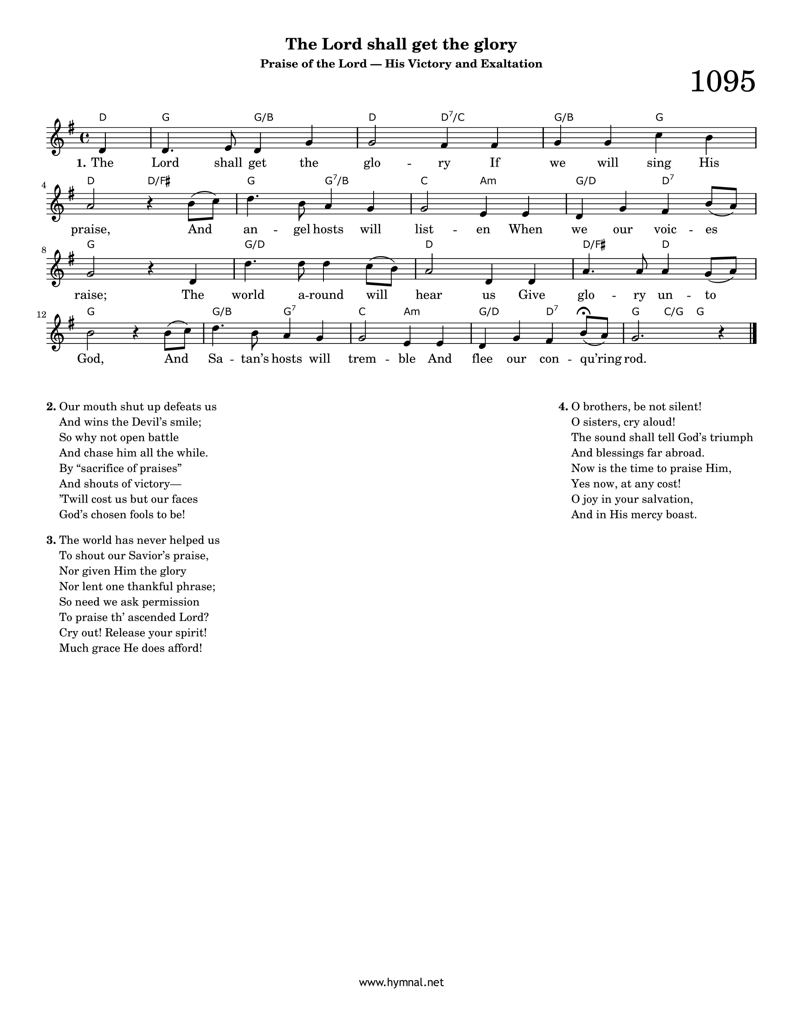 The Lord shall get the glory
Praise of the Lord — His Victory and Exaltation
1095
D G G/B D D7/C G/B G
1. The Lord shall get the glo - ry If we will sing His
4 D D/F♯ G G7/B C Am G/D D7
praise, And an - gel hosts will list - en When we our voic - es
8 G G/D D D/F♯ D
raise; The world a-round will hear us Give glo - ry un - to
12 G G/B G7 C Am G/D D7 G C/G G
God, And Sa - tan's hosts will trem - ble And flee our con - qu'ring rod.
2. Our mouth shut up defeats us
And wins the Devil's smile;
So why not open battle
And chase him all the while.
By “sacrifice of praises”
And shouts of victory—
'Twill cost us but our faces
God's chosen fools to be!
3. The world has never helped us
To shout our Savior's praise,
Nor given Him the glory
Nor lent one thankful phrase;
So need we ask permission
To praise th' ascended Lord?
Cry out! Release your spirit!
Much grace He does afford!
4. O brothers, be not silent!
O sisters, cry aloud!
The sound shall tell God's triumph
And blessings far abroad.
Now is the time to praise Him,
Yes now, at any cost!
O joy in your salvation,
And in His mercy boast.
www.hymnal.net